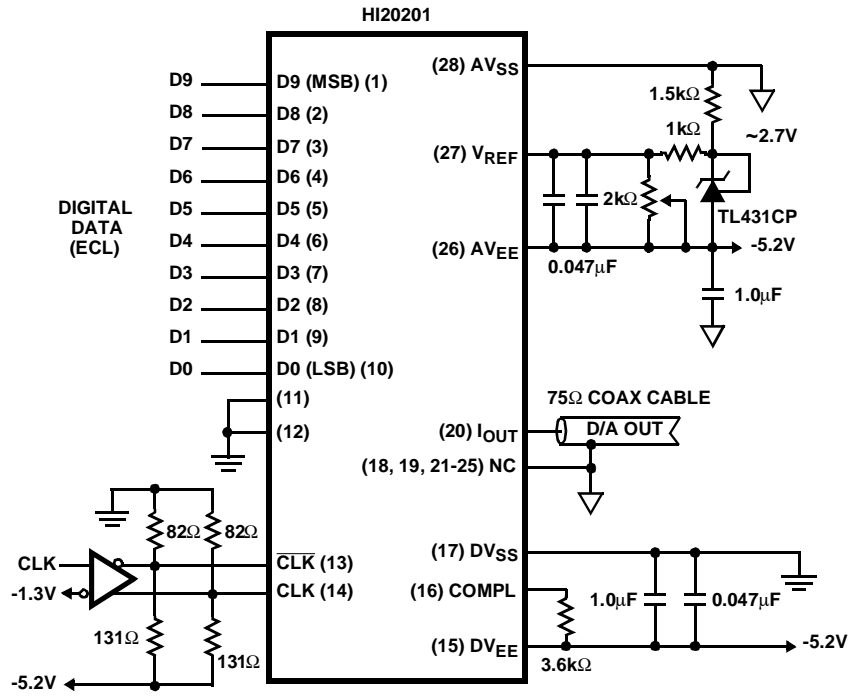 HI20201
D9
D8
D7
D6
D5
D4
D3
D2
D1
D0
DIGITAL
DATA
(ECL)
D9 (MSB) (1)
D8 (2)
D7 (3)
D6 (4)
D5 (5)
D4 (6)
D3 (7)
D2 (8)
D1 (9)
D0 (LSB) (10)
(11)
(12)
82Ω
82Ω
CLK
-1.3V
131Ω
131Ω
-5.2V
CLK (13)
CLK (14)
(28) AVSS
(27) VREF
(26) AVEE
(20) IOUT
(18, 19, 21-25) NC
(17) DVSS
(16) COMPL
(15) DVEE
1.5kΩ
1kΩ
~2.7V
2kΩ
TL431CP
-5.2V
0.047μF
1.0μF
75Ω COAX CABLE
D/A OUT
1.0μF
0.047μF
3.6kΩ
-5.2V